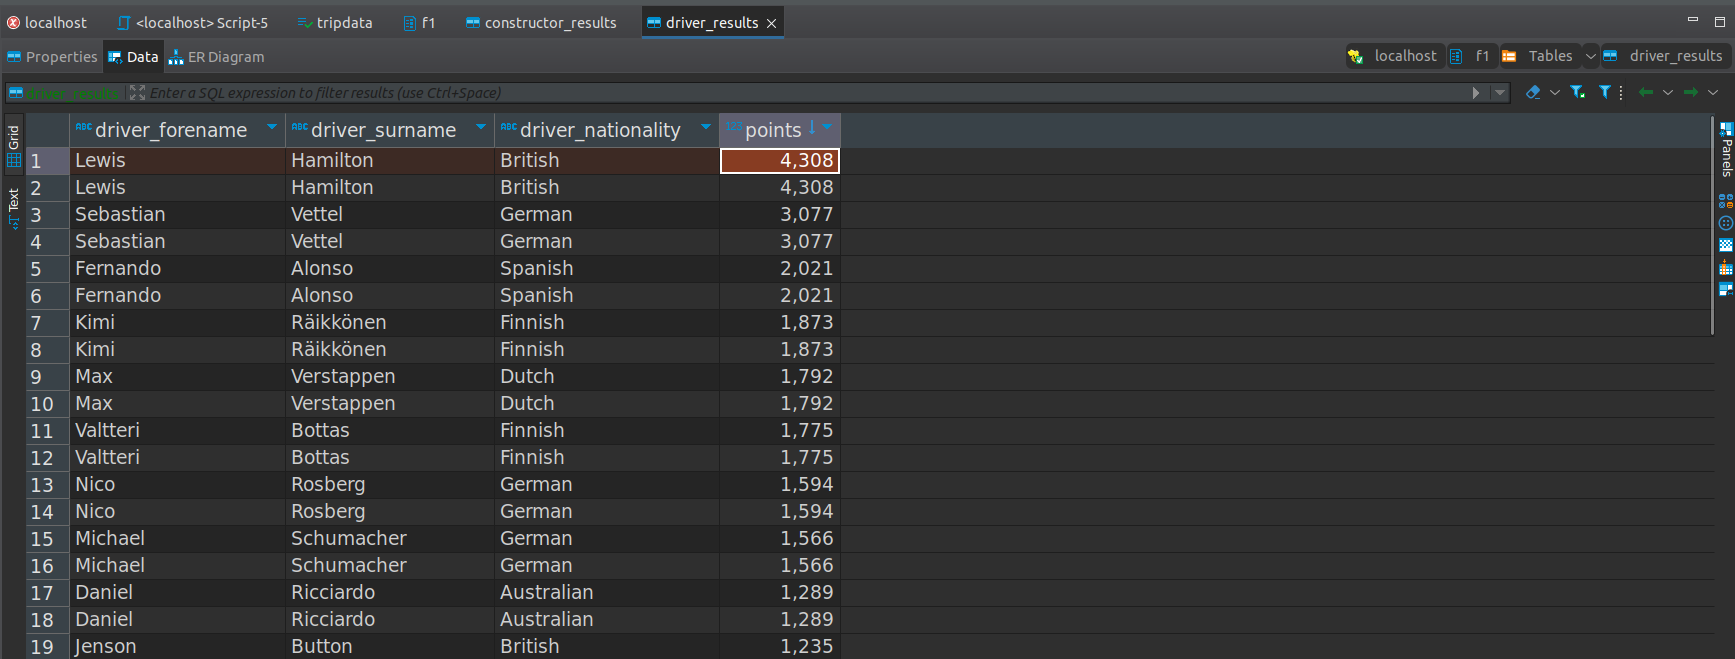 localhost <localhost> Script-5 tripdata f1 constructor_results driver_results
Properties Data ER Diagram localhost f1 Tables driver_results
driver_results Enter a SQL expression to filter results (use Ctrl+Space)
Grid
Text
Panels
ABC driver_forename ABC driver_surname ABC driver_nationality 123 points
1 Lewis Hamilton British 4,308
2 Lewis Hamilton British 4,308
3 Sebastian Vettel German 3,077
4 Sebastian Vettel German 3,077
5 Fernando Alonso Spanish 2,021
6 Fernando Alonso Spanish 2,021
7 Kimi Räikkönen Finnish 1,873
8 Kimi Räikkönen Finnish 1,873
9 Max Verstappen Dutch 1,792
10 Max Verstappen Dutch 1,792
11 Valtteri Bottas Finnish 1,775
12 Valtteri Bottas Finnish 1,775
13 Nico Rosberg German 1,594
14 Nico Rosberg German 1,594
15 Michael Schumacher German 1,566
16 Michael Schumacher German 1,566
17 Daniel Ricciardo Australian 1,289
18 Daniel Ricciardo Australian 1,289
19 Jenson Button British 1,235